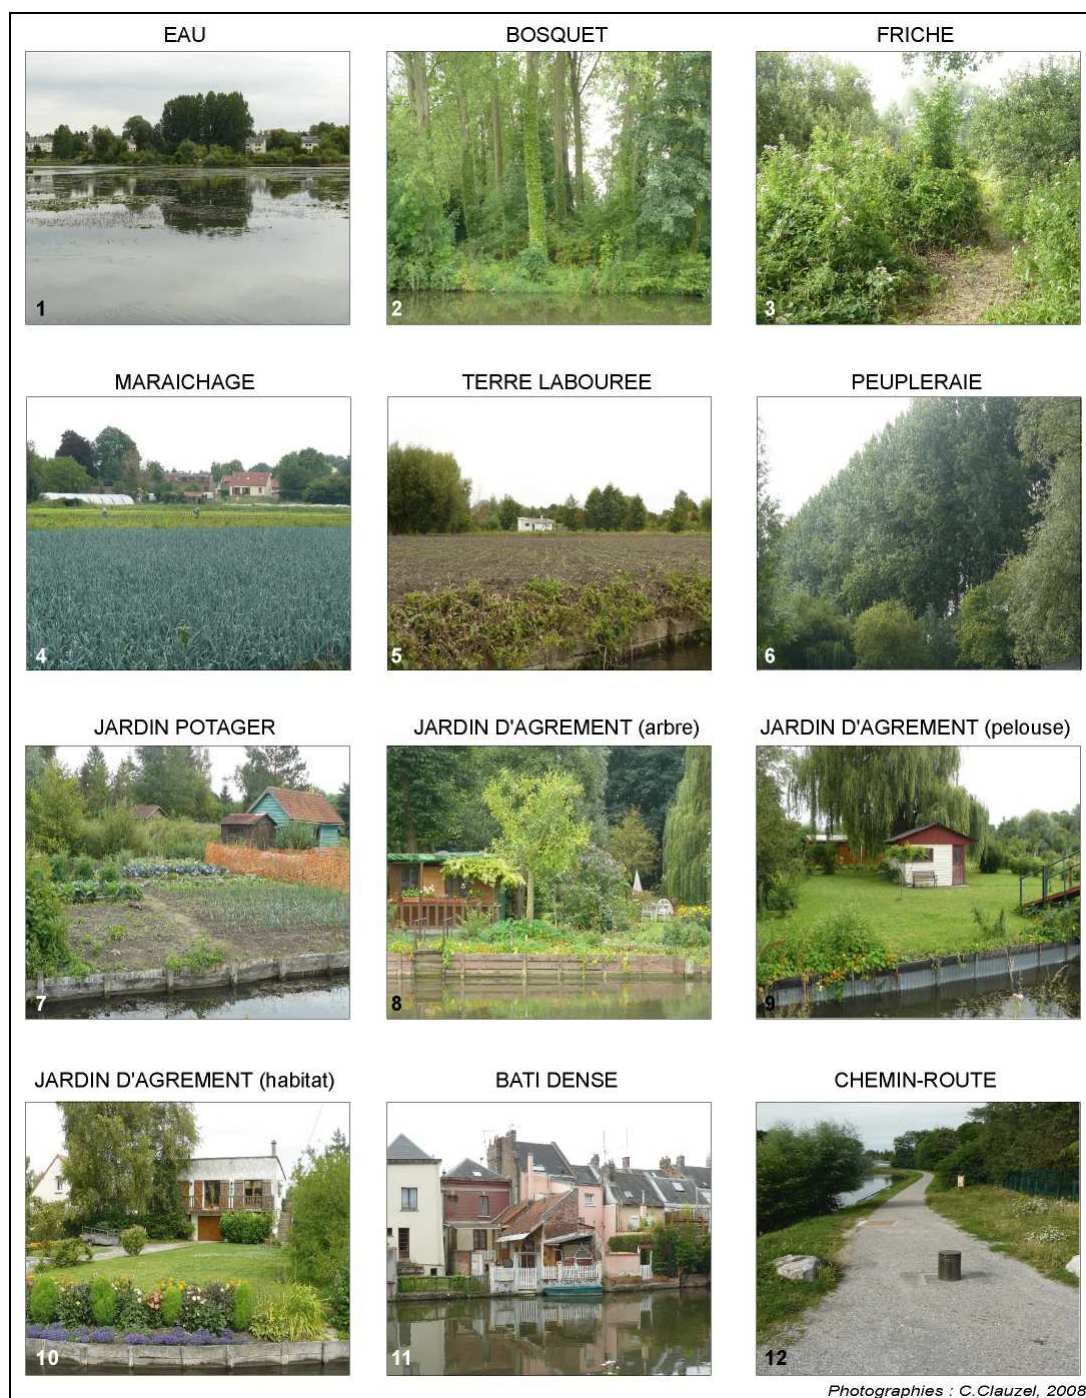 EAU
BOSQUET
FRICHE
1
2
3
MARAICHAGE
TERRE LABOUREE
PEUPLERAIE
4
5
6
JARDIN POTAGER
JARDIN D'AGREMENT (arbre)
JARDIN D'AGREMENT (pelouse)
7
8
9
JARDIN D'AGREMENT (habitat)
BATI DENSE
CHEMIN-ROUTE
10
11
12
Photographies : C.Clauzel, 2008